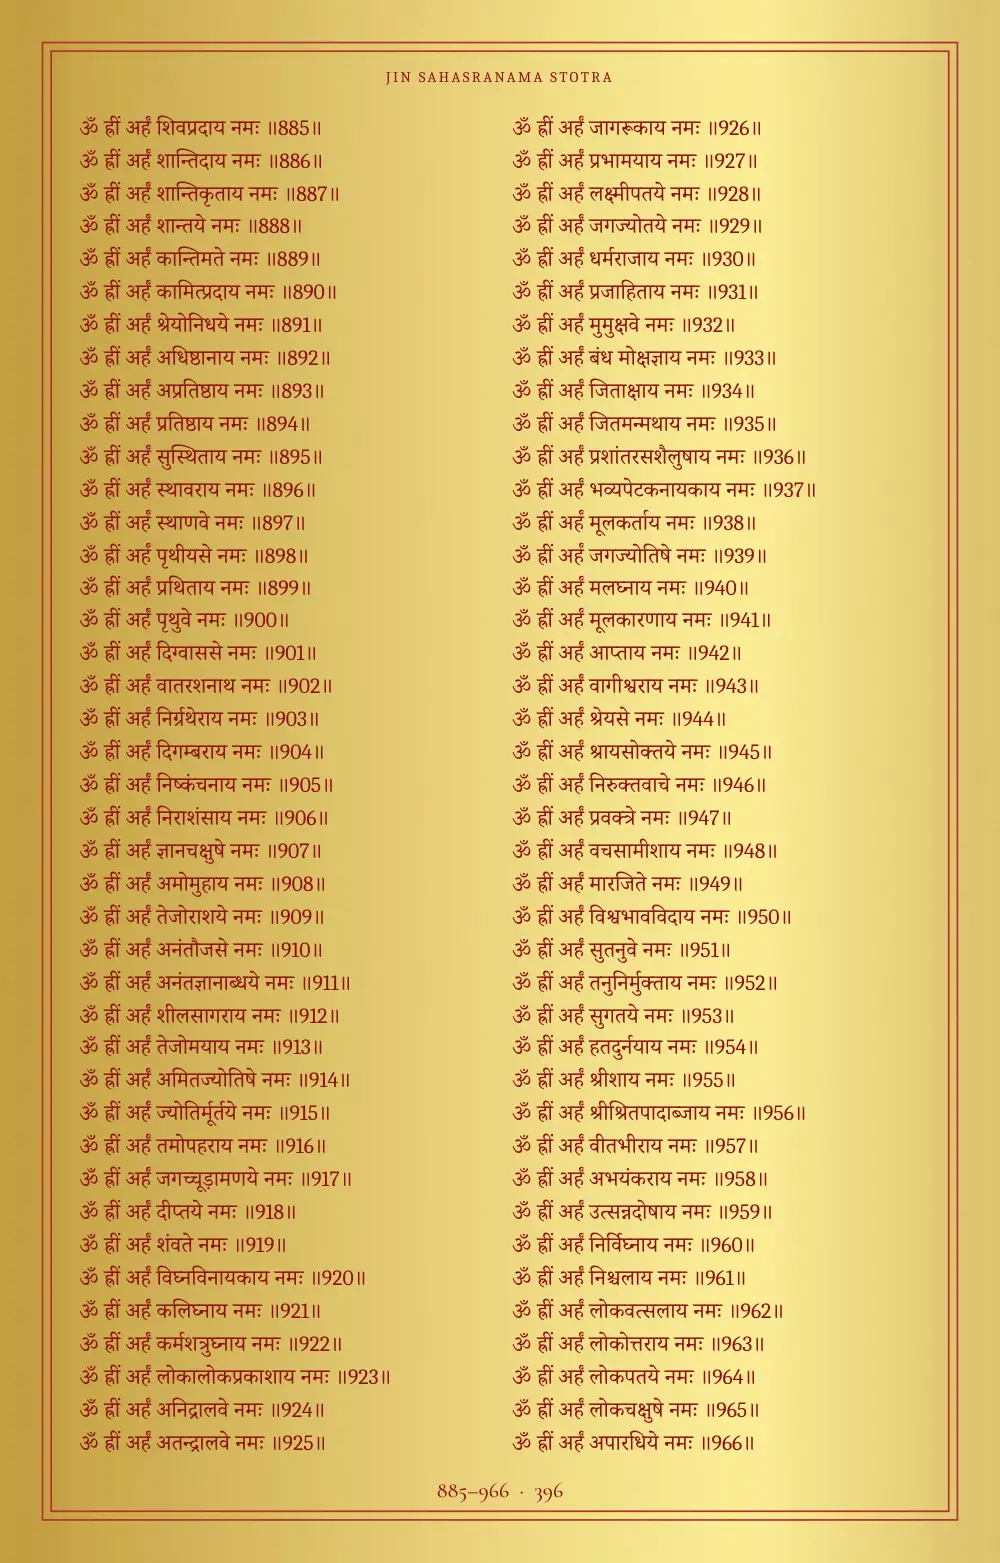 JIN SAHASRANAMA STOTRA
ॐ ह्रीं अर्हं शिवप्रदाय नमः ॥885॥
ॐ ह्रीं अर्हं शान्तिदाय नमः ॥886॥
ॐ ह्रीं अर्हं शान्तिकृताय नमः ॥887॥
ॐ ह्रीं अर्हं शान्तये नमः ॥888॥
ॐ ह्रीं अर्हं कान्तिमते नमः ॥889॥
ॐ ह्रीं अर्हं कामित्प्रदाय नमः ॥890॥
ॐ ह्रीं अर्हं श्रेयोनिधये नमः ॥891॥
ॐ ह्रीं अर्हं अधिष्ठानाय नमः ॥892॥
ॐ ह्रीं अर्हं अप्रतिष्ठाय नमः ॥893॥
ॐ ह्रीं अर्हं प्रतिष्ठाय नमः ॥894॥
ॐ ह्रीं अर्हं सुस्थिताय नमः ॥895॥
ॐ ह्रीं अर्हं स्थावराय नमः ॥896॥
ॐ ह्रीं अर्हं स्थाणवे नमः ॥897॥
ॐ ह्रीं अर्हं पृथीयसे नमः ॥898॥
ॐ ह्रीं अर्हं प्रथिताय नमः ॥899॥
ॐ ह्रीं अर्हं पृथुवे नमः ॥900॥
ॐ ह्रीं अर्हं दिग्वाससे नमः ॥901॥
ॐ ह्रीं अर्हं वातरशनाथ नमः ॥902॥
ॐ ह्रीं अर्हं निर्ग्रथेराय नमः ॥903॥
ॐ ह्रीं अर्हं दिगम्बराय नमः ॥904॥
ॐ ह्रीं अर्हं निष्कंचनाय नमः ॥905॥
ॐ ह्रीं अर्हं निराशंसाय नमः ॥906॥
ॐ ह्रीं अर्हं ज्ञानचक्षुषे नमः ॥907॥
ॐ ह्रीं अर्हं अमोमुहाय नमः ॥908॥
ॐ ह्रीं अर्हं तेजोराशये नमः ॥909॥
ॐ ह्रीं अर्हं अनंतौजसे नमः ॥910॥
ॐ ह्रीं अर्हं अनंतज्ञानाब्धये नमः ॥911॥
ॐ ह्रीं अर्हं शीलसागराय नमः ॥912॥
ॐ ह्रीं अर्हं तेजोमयाय नमः ॥913॥
ॐ ह्रीं अर्हं अमितज्योतिषे नमः ॥914॥
ॐ ह्रीं अर्हं ज्योतिर्मूर्तये नमः ॥915॥
ॐ ह्रीं अर्हं तमोपहराय नमः ॥916॥
ॐ ह्रीं अर्हं जगच्चूड़ामणये नमः ॥917॥
ॐ ह्रीं अर्हं दीप्तये नमः ॥918॥
ॐ ह्रीं अर्हं शंवते नमः ॥919॥
ॐ ह्रीं अर्हं विघ्नविनायकाय नमः ॥920॥
ॐ ह्रीं अर्हं कलिघ्नाय नमः ॥921॥
ॐ ह्रीं अर्हं कर्मशत्रुघ्नाय नमः ॥922॥
ॐ ह्रीं अर्हं लोकालोकप्रकाशाय नमः ॥923॥
ॐ ह्रीं अर्हं अनिद्रालवे नमः ॥924॥
ॐ ह्रीं अर्हं अतन्द्रालवे नमः ॥925॥
ॐ ह्रीं अर्हं जागरूकाय नमः ॥926॥
ॐ ह्रीं अर्हं प्रभामयाय नमः ॥927॥
ॐ ह्रीं अर्हं लक्ष्मीपतये नमः ॥928॥
ॐ ह्रीं अर्हं जगज्योतये नमः ॥929॥
ॐ ह्रीं अर्हं धर्मराजाय नमः ॥930॥
ॐ ह्रीं अर्हं प्रजाहिताय नमः ॥931॥
ॐ ह्रीं अर्हं मुमुक्षवे नमः ॥932॥
ॐ ह्रीं अर्हं बंध मोक्षज्ञाय नमः ॥933॥
ॐ ह्रीं अर्हं जिताक्षाय नमः ॥934॥
ॐ ह्रीं अर्हं जितमन्मथाय नमः ॥935॥
ॐ ह्रीं अर्हं प्रशांतरसशैलुषाय नमः ॥936॥
ॐ ह्रीं अर्हं भव्यपेटकनायकाय नमः ॥937॥
ॐ ह्रीं अर्हं मूलकर्ताय नमः ॥938॥
ॐ ह्रीं अर्हं जगज्योतिषे नमः ॥939॥
ॐ ह्रीं अर्हं मलघ्नाय नमः ॥940॥
ॐ ह्रीं अर्हं मूलकारणाय नमः ॥941॥
ॐ ह्रीं अर्हं आप्ताय नमः ॥942॥
ॐ ह्रीं अर्हं वागीश्वराय नमः ॥943॥
ॐ ह्रीं अर्हं श्रेयसे नमः ॥944॥
ॐ ह्रीं अर्हं श्रायसोक्तये नमः ॥945॥
ॐ ह्रीं अर्हं निरुक्तवाचे नमः ॥946॥
ॐ ह्रीं अर्हं प्रवक्त्रे नमः ॥947॥
ॐ ह्रीं अर्हं वचसामीशाय नमः ॥948॥
ॐ ह्रीं अर्हं मारजिते नमः ॥949॥
ॐ ह्रीं अर्हं विश्वभावविदाय नमः ॥950॥
ॐ ह्रीं अर्हं सुतनुवे नमः ॥951॥
ॐ ह्रीं अर्हं तनुनिर्मुक्ताय नमः ॥952॥
ॐ ह्रीं अर्हं सुगतये नमः ॥953॥
ॐ ह्रीं अर्हं हतदुर्नयाय नमः ॥954॥
ॐ ह्रीं अर्हं श्रीशाय नमः ॥955॥
ॐ ह्रीं अर्हं श्रीश्रितपादाब्जाय नमः ॥956॥
ॐ ह्रीं अर्हं वीतभीराय नमः ॥957॥
ॐ ह्रीं अर्हं अभयंकराय नमः ॥958॥
ॐ ह्रीं अर्हं उत्सन्नदोषाय नमः ॥959॥
ॐ ह्रीं अर्हं निर्विघ्नाय नमः ॥960॥
ॐ ह्रीं अर्हं निश्चलाय नमः ॥961॥
ॐ ह्रीं अर्हं लोकवत्सलाय नमः ॥962॥
ॐ ह्रीं अर्हं लोकोत्तराय नमः ॥963॥
ॐ ह्रीं अर्हं लोकपतये नमः ॥964॥
ॐ ह्रीं अर्हं लोकचक्षुषे नमः ॥965॥
ॐ ह्रीं अर्हं अपारधिये नमः ॥966॥
885–966 · 396